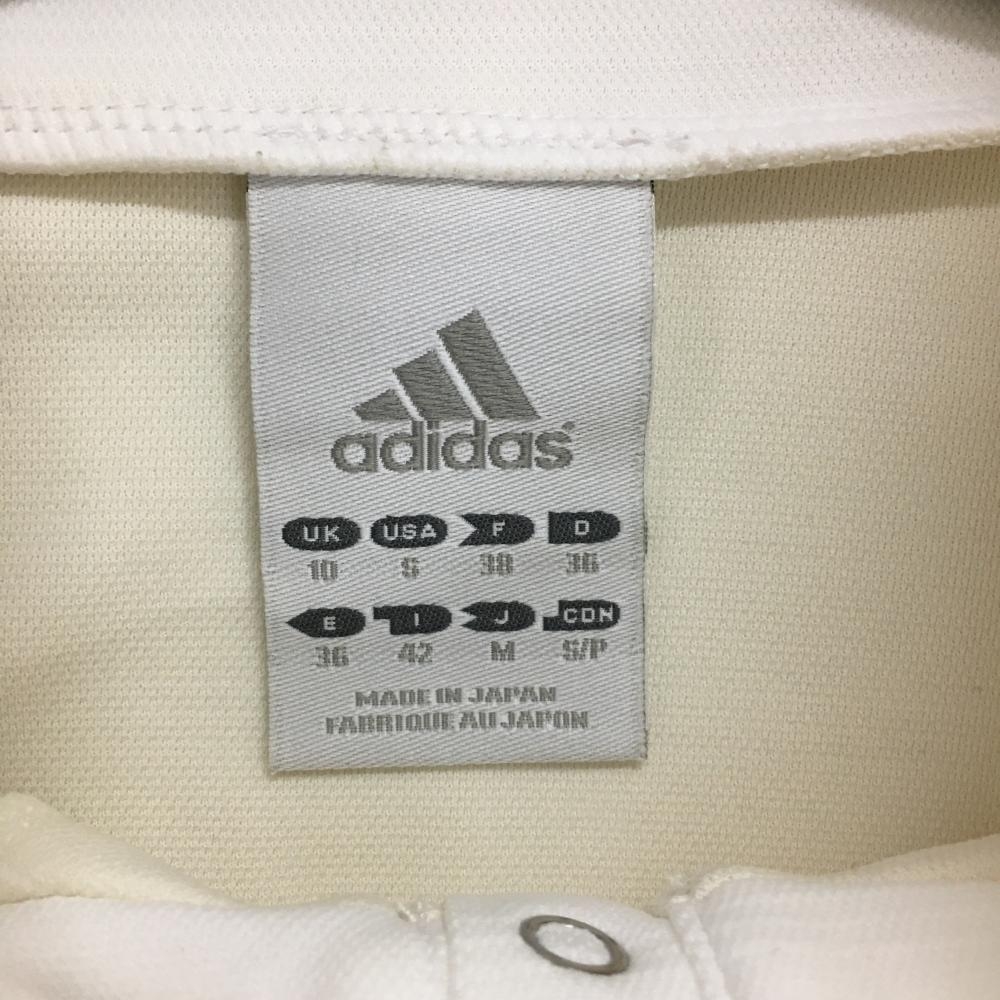 adidas
UK USA F D
10 S 38 36
E I J CDN
36 42 M S/P
MADE IN JAPAN
FABRIQUE AU JAPON